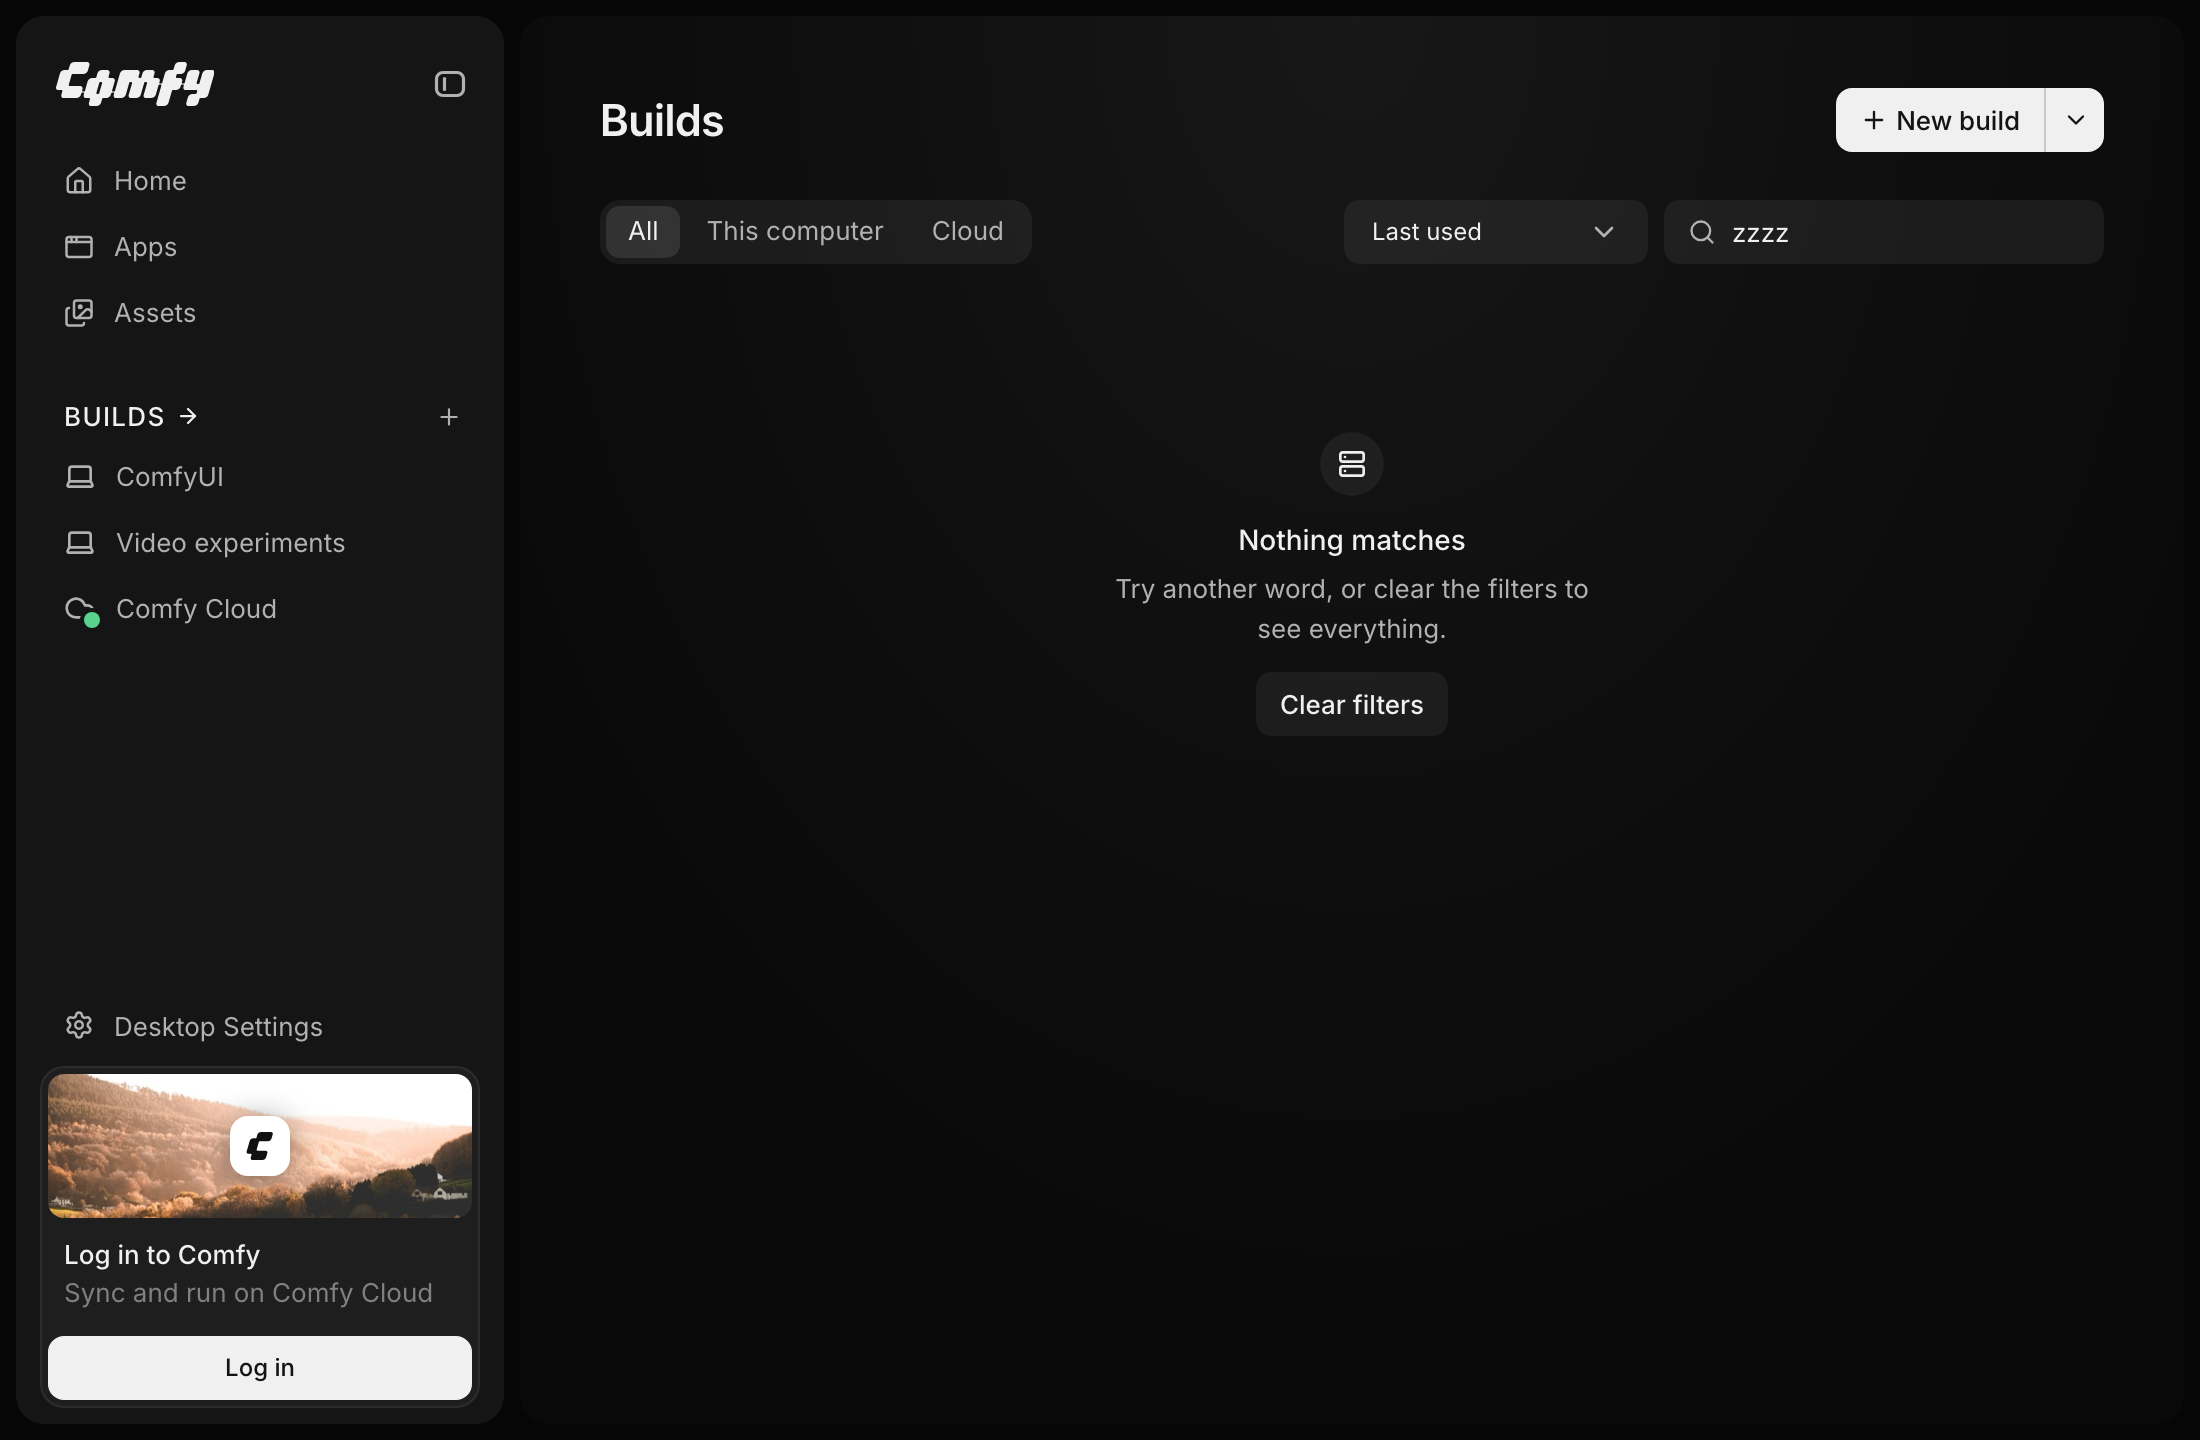 Comfy
Home
Apps
Assets
BUILDS
ComfyUI
Video experiments
Comfy Cloud
Desktop Settings
Log in to Comfy
Sync and run on Comfy Cloud
Log in
Builds
New build
All This computer Cloud
Last used
zzzz
Nothing matches
Try another word, or clear the filters to
see everything.
Clear filters